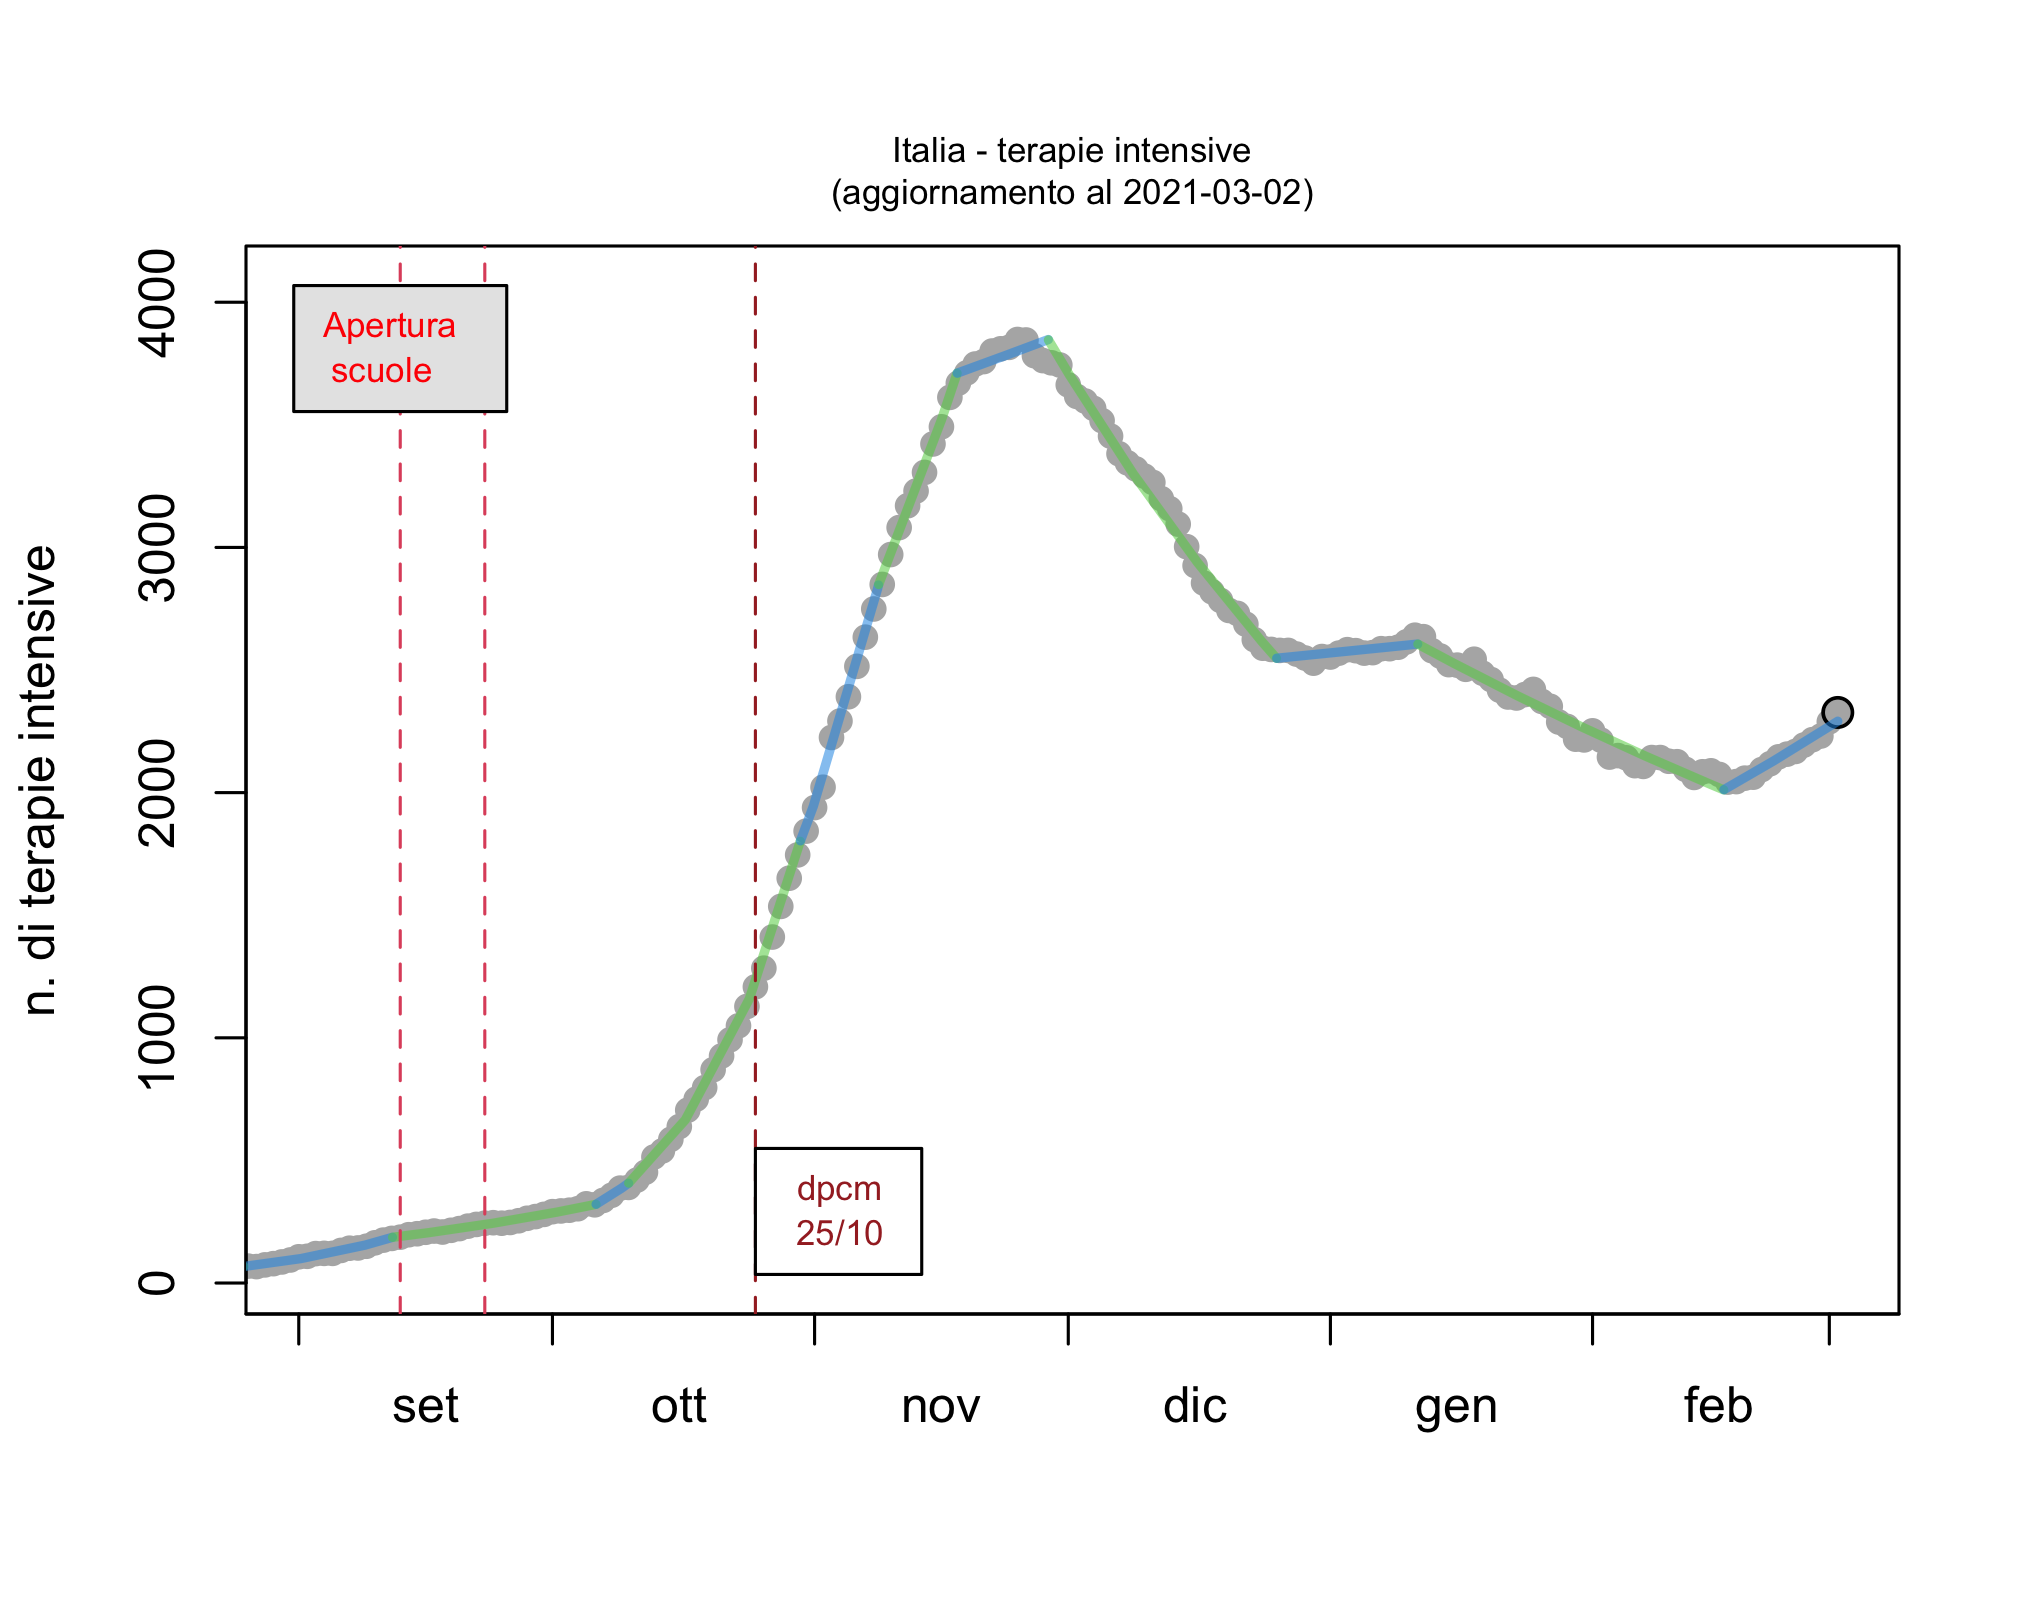 Italia - terapie intensive
(aggiornamento al 2021-03-02)
n. di terapie intensive
4000
3000
2000
1000
0
Apertura
scuole
dpcm
25/10
set ott nov dic gen feb